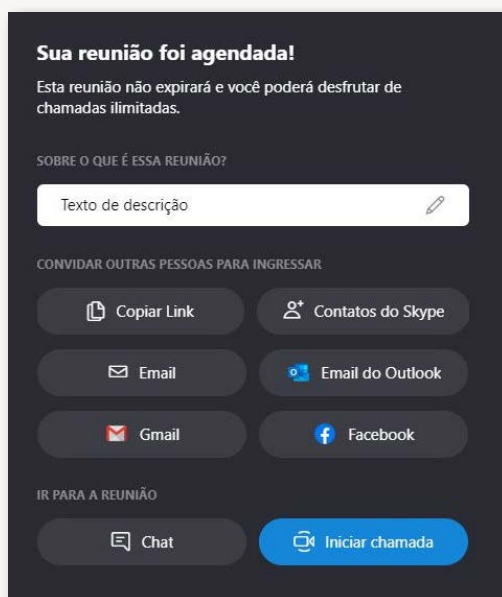 Sua reunião foi agendada!
Esta reunião não expirará e você poderá desfrutar de
chamadas ilimitadas.
SOBRE O QUE É ESSA REUNIÃO?
Texto de descrição
CONVIDAR OUTRAS PESSOAS PARA INGRESSAR
Copiar Link
Contatos do Skype
Email
Email do Outlook
Gmail
Facebook
IR PARA A REUNIÃO
Chat
Iniciar chamada